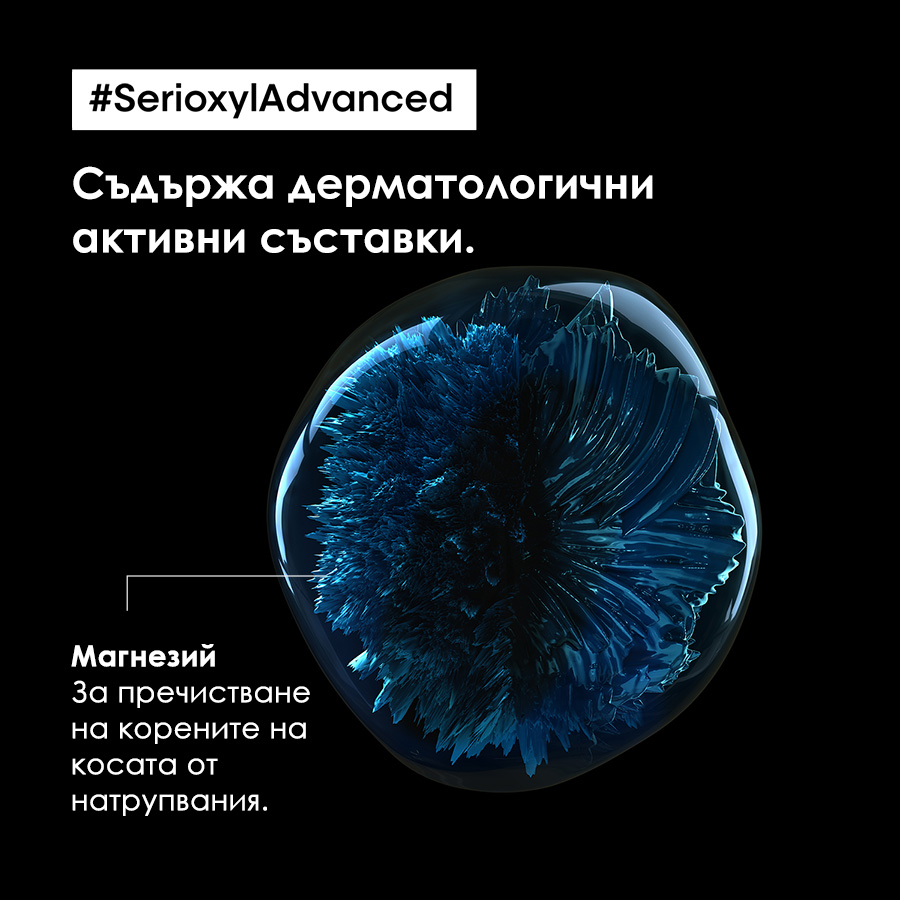 #SerioxylAdvanced
Съдържа дерматологични
активни съставки.
Магнезий
За пречистване
на корените на
косата от
натрупвания.